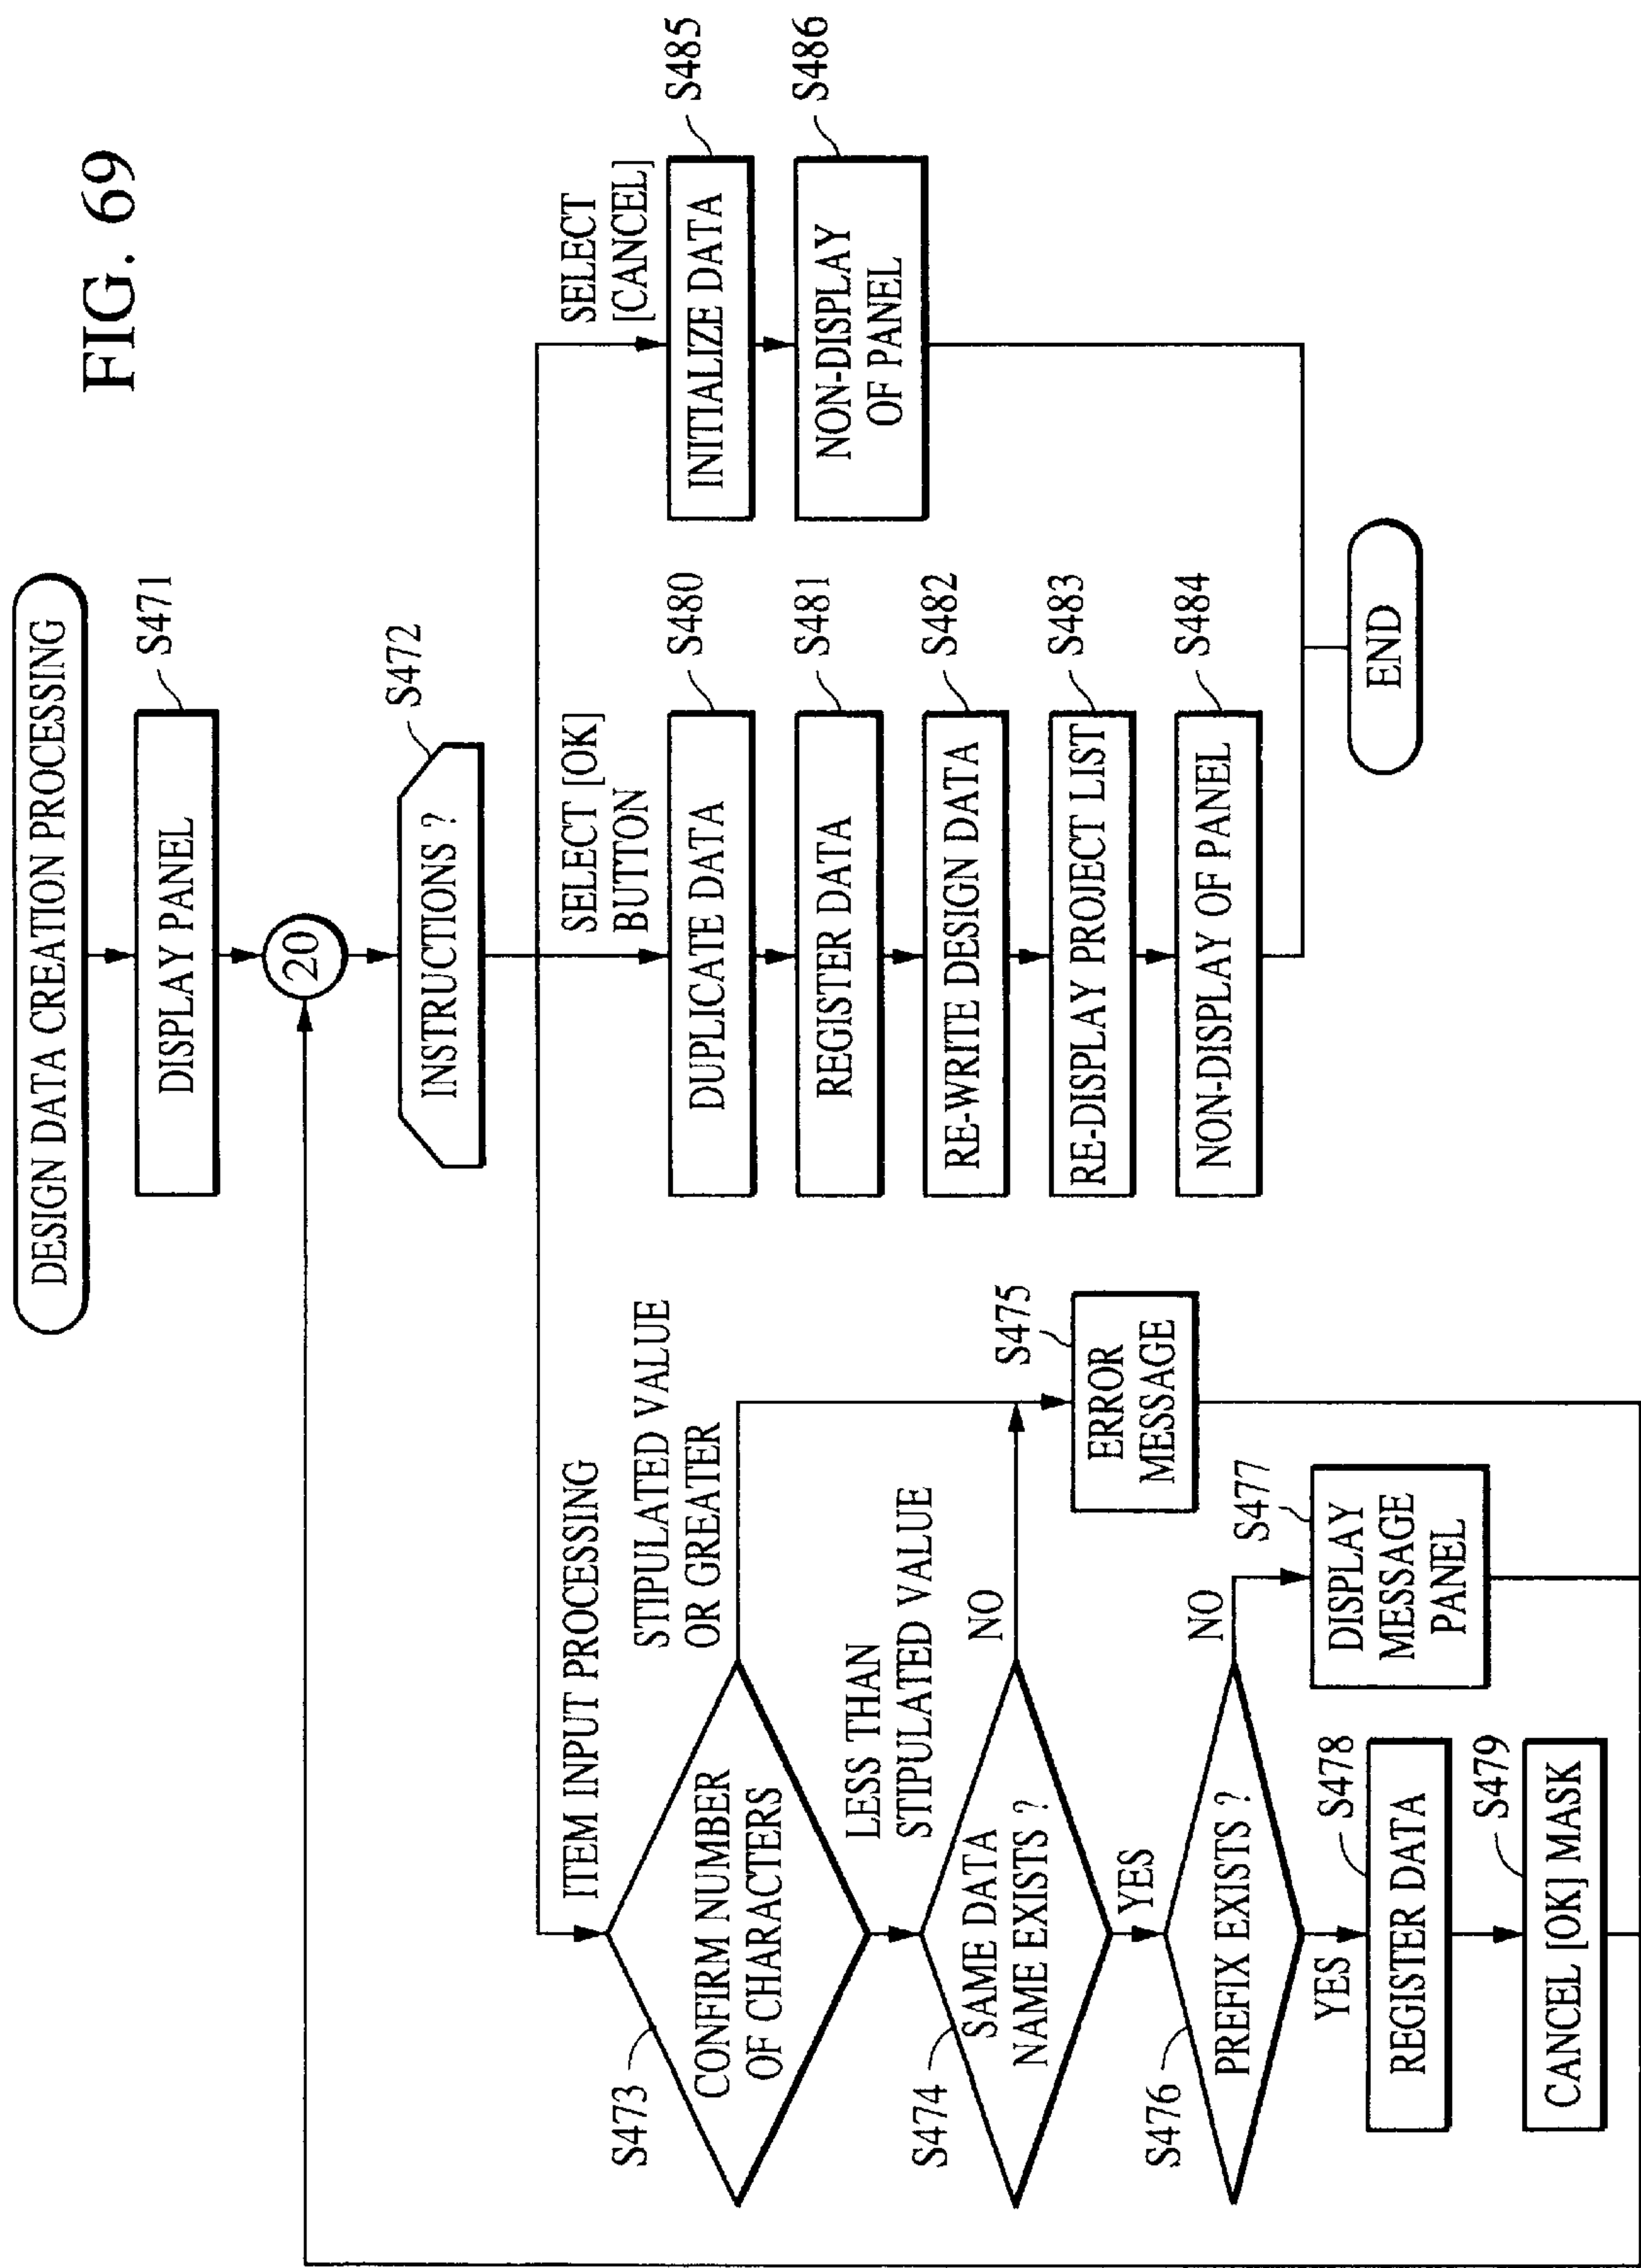 FIG. 69
DESIGN DATA CREATION PROCESSING
DISPLAY PANEL
S471
20
INSTRUCTIONS ?
S472
ITEM INPUT PROCESSING
S473
CONFIRM NUMBER
OF CHARACTERS
STIPULATED VALUE
OR GREATER
LESS THAN
STIPULATED VALUE
S474
SAME DATA
NAME EXISTS ?
NO
S475
ERROR
MESSAGE
YES
S476
PREFIX EXISTS ?
NO
S477
DISPLAY
MESSAGE
PANEL
YES
S478
REGISTER DATA
S479
CANCEL [OK] MASK
SELECT [OK]
BUTTON
DUPLICATE DATA
S480
REGISTER DATA
S481
RE-WRITE DESIGN DATA
S482
RE-DISPLAY PROJECT LIST
S483
NON-DISPLAY OF PANEL
S484
SELECT
[CANCEL]
INITIALIZE DATA
S485
NON-DISPLAY
OF PANEL
S486
END